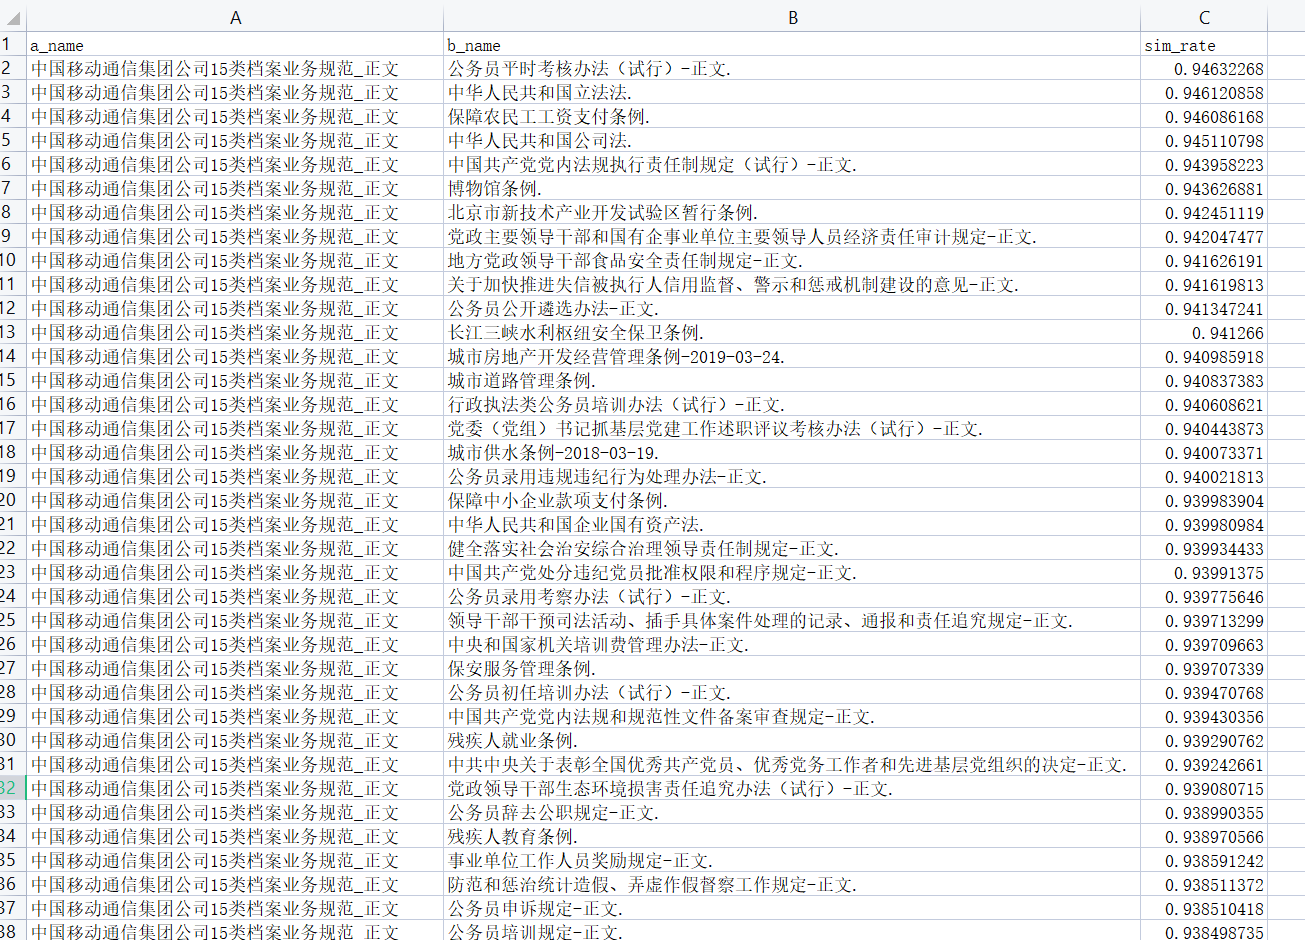 A B C
1 a_name b_name sim_rate
2 中国移动通信集团公司15类档案业务规范_正文 公务员平时考核办法（试行）-正文. 0.94632268
3 中国移动通信集团公司15类档案业务规范_正文 中华人民共和国立法法. 0.946120858
4 中国移动通信集团公司15类档案业务规范_正文 保障农民工工资支付条例. 0.946086168
5 中国移动通信集团公司15类档案业务规范_正文 中华人民共和国公司法. 0.945110798
6 中国移动通信集团公司15类档案业务规范_正文 中国共产党党内法规执行责任制规定（试行）-正文. 0.943958223
7 中国移动通信集团公司15类档案业务规范_正文 博物馆条例. 0.943626881
8 中国移动通信集团公司15类档案业务规范_正文 北京市新技术产业开发试验区暂行条例. 0.942451119
9 中国移动通信集团公司15类档案业务规范_正文 党政主要领导干部和国有企事业单位主要领导人员经济责任审计规定-正文. 0.942047477
10 中国移动通信集团公司15类档案业务规范_正文 地方党政领导干部食品安全责任制规定-正文. 0.941626191
11 中国移动通信集团公司15类档案业务规范_正文 关于加快推进失信被执行人信用监督、警示和惩戒机制建设的意见-正文. 0.941619813
12 中国移动通信集团公司15类档案业务规范_正文 公务员公开遴选办法-正文. 0.941347241
13 中国移动通信集团公司15类档案业务规范_正文 长江三峡水利枢纽安全保卫条例. 0.941266
14 中国移动通信集团公司15类档案业务规范_正文 城市房地产开发经营管理条例-2019-03-24. 0.940985918
15 中国移动通信集团公司15类档案业务规范_正文 城市道路管理条例. 0.940837383
16 中国移动通信集团公司15类档案业务规范_正文 行政执法类公务员培训办法（试行）-正文. 0.940608621
17 中国移动通信集团公司15类档案业务规范_正文 党委（党组）书记抓基层党建工作述职评议考核办法（试行）-正文. 0.940443873
18 中国移动通信集团公司15类档案业务规范_正文 城市供水条例-2018-03-19. 0.940073371
19 中国移动通信集团公司15类档案业务规范_正文 公务员录用违规违纪行为处理办法-正文. 0.940021813
20 中国移动通信集团公司15类档案业务规范_正文 保障中小企业款项支付条例. 0.939983904
21 中国移动通信集团公司15类档案业务规范_正文 中华人民共和国企业国有资产法. 0.939980984
22 中国移动通信集团公司15类档案业务规范_正文 健全落实社会治安综合治理领导责任制规定-正文. 0.939934433
23 中国移动通信集团公司15类档案业务规范_正文 中国共产党处分违纪党员批准权限和程序规定-正文. 0.93991375
24 中国移动通信集团公司15类档案业务规范_正文 公务员录用考察办法（试行）-正文. 0.939775646
25 中国移动通信集团公司15类档案业务规范_正文 领导干部干预司法活动、插手具体案件处理的记录、通报和责任追究规定-正文. 0.939713299
26 中国移动通信集团公司15类档案业务规范_正文 中央和国家机关培训费管理办法-正文. 0.939709663
27 中国移动通信集团公司15类档案业务规范_正文 保安服务管理条例. 0.939707339
28 中国移动通信集团公司15类档案业务规范_正文 公务员初任培训办法（试行）-正文. 0.939470768
29 中国移动通信集团公司15类档案业务规范_正文 中国共产党党内法规和规范性文件备案审查规定-正文. 0.939430356
30 中国移动通信集团公司15类档案业务规范_正文 残疾人就业条例. 0.939290762
31 中国移动通信集团公司15类档案业务规范_正文 中共中央关于表彰全国优秀共产党员、优秀党务工作者和先进基层党组织的决定-正文. 0.939242661
32 中国移动通信集团公司15类档案业务规范_正文 党政领导干部生态环境损害责任追究办法（试行）-正文. 0.939080715
33 中国移动通信集团公司15类档案业务规范_正文 公务员辞去公职规定-正文. 0.938990355
34 中国移动通信集团公司15类档案业务规范_正文 残疾人教育条例. 0.938970566
35 中国移动通信集团公司15类档案业务规范_正文 事业单位工作人员奖励规定-正文. 0.938591242
36 中国移动通信集团公司15类档案业务规范_正文 防范和惩治统计造假、弄虚作假督察工作规定-正文. 0.938511372
37 中国移动通信集团公司15类档案业务规范_正文 公务员申诉规定-正文. 0.938510418
38 中国移动通信集团公司15类档案业务规范_正文 公务员培训规定-正文. 0.938498735